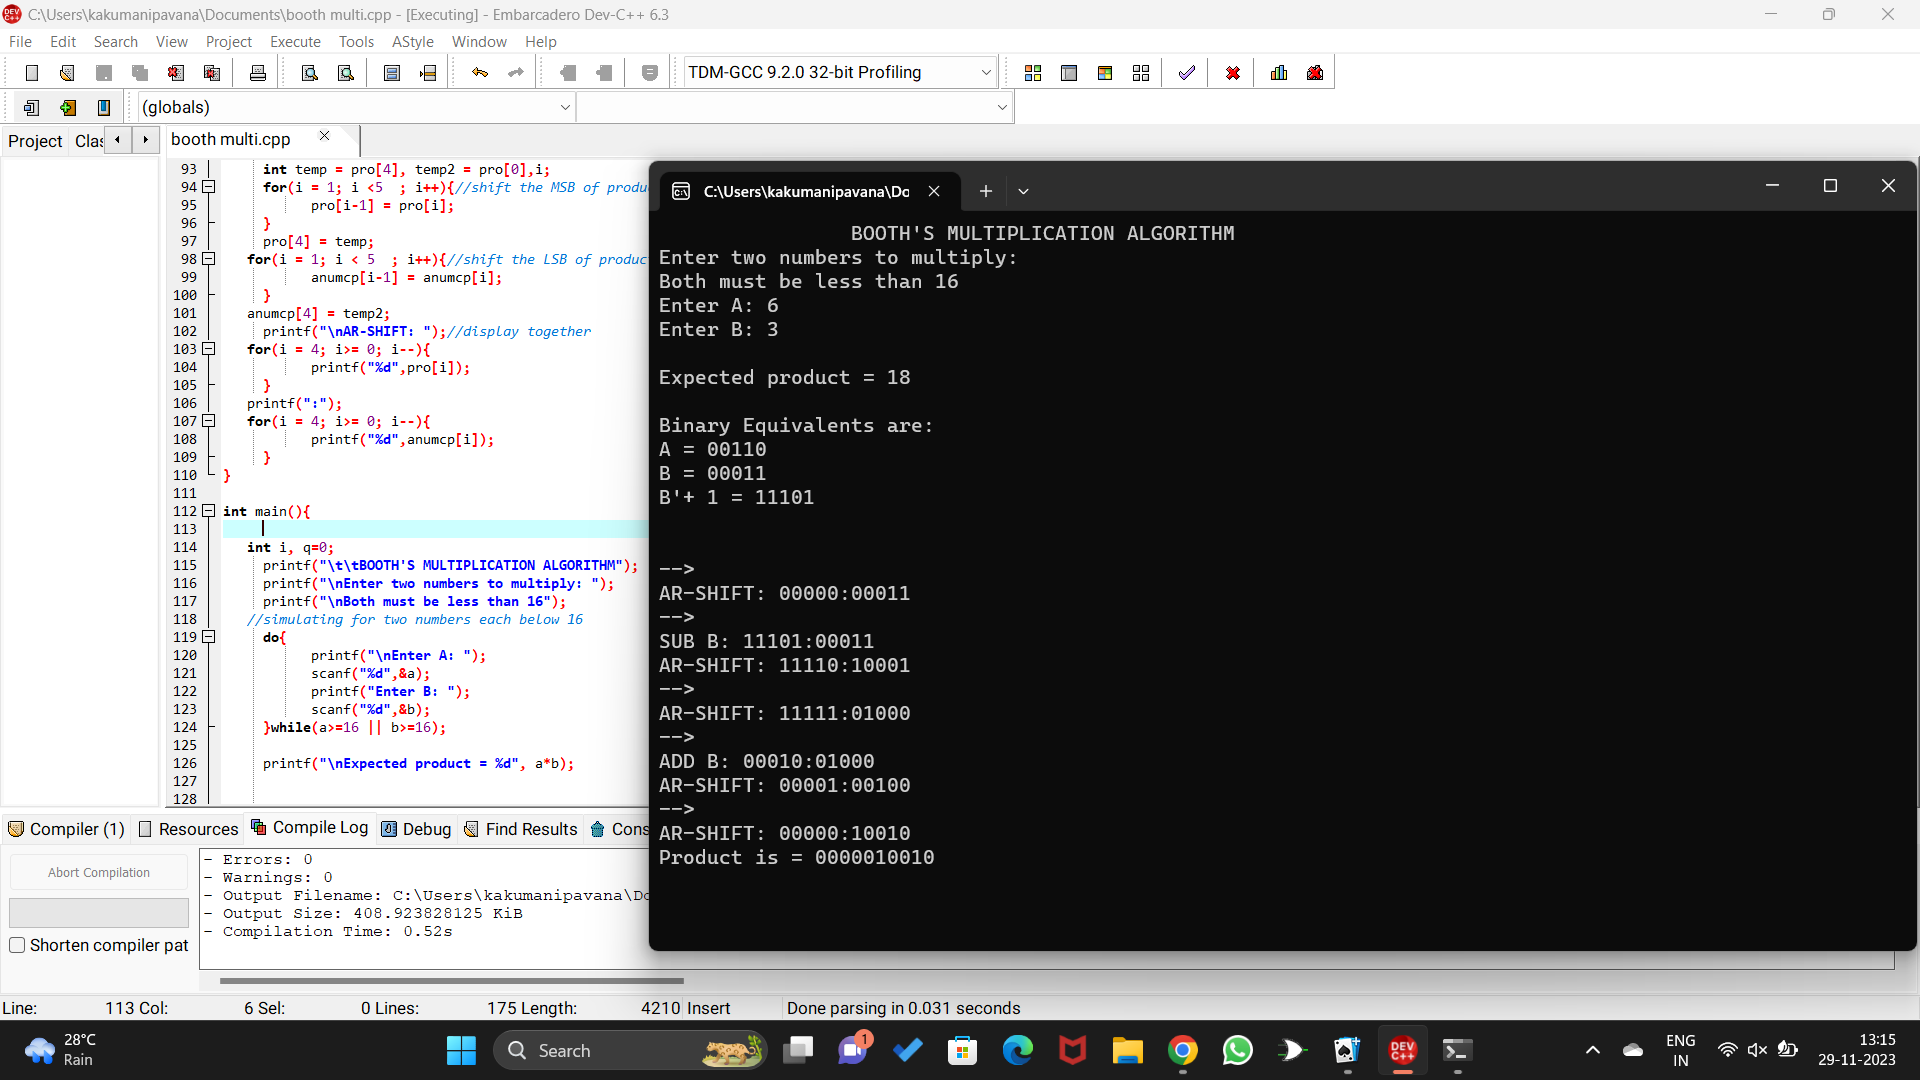 C:\Users\kakumanipavana\Documents\booth multi.cpp - [Executing] - Embarcadero Dev-C++ 6.3
File Edit Search View Project Execute Tools AStyle Window Help
TDM-GCC 9.2.0 32-bit Profiling
(globals)
Project Clas
booth multi.cpp
93 int temp = pro[4], temp2 = pro[0],i;
94 for(i = 1; i <5  ; i++){//shift the MSB of produ
95 pro[i-1] = pro[i];
96 }
97 pro[4] = temp;
98 for(i = 1; i < 5  ; i++){//shift the LSB of produc
99 anumcp[i-1] = anumcp[i];
100 }
101 anumcp[4] = temp2;
102 printf("\nAR-SHIFT: ");//display together
103 for(i = 4; i>= 0; i--){
104 printf("%d",pro[i]);
105 }
106 printf(":");
107 for(i = 4; i>= 0; i--){
108 printf("%d",anumcp[i]);
109 }
110 }
111
112 int main(){
113
114 int i, q=0;
115 printf("\t\tBOOTH'S MULTIPLICATION ALGORITHM");
116 printf("\nEnter two numbers to multiply: ");
117 printf("\nBoth must be less than 16");
118 //simulating for two numbers each below 16
119 do{
120 printf("\nEnter A: ");
121 scanf("%d",&a);
122 printf("Enter B: ");
123 scanf("%d",&b);
124 }while(a>=16 || b>=16);
125
126 printf("\nExpected product = %d", a*b);
127
128
C:\Users\kakumanipavana\Do
BOOTH'S MULTIPLICATION ALGORITHM
Enter two numbers to multiply:
Both must be less than 16
Enter A: 6
Enter B: 3
Expected product = 18
Binary Equivalents are:
A = 00110
B = 00011
B'+ 1 = 11101
-->
AR-SHIFT: 00000:00011
-->
SUB B: 11101:00011
AR-SHIFT: 11110:10001
-->
AR-SHIFT: 11111:01000
-->
ADD B: 00010:01000
AR-SHIFT: 00001:00100
-->
AR-SHIFT: 00000:10010
Product is = 0000010010
Compiler (1) Resources Compile Log Debug Find Results Cons
Abort Compilation
Shorten compiler pat
- Errors: 0
- Warnings: 0
- Output Filename: C:\Users\kakumanipavana\Do
- Output Size: 408.923828125 KiB
- Compilation Time: 0.52s
Line: 113 Col: 6 Sel: 0 Lines: 175 Length: 4210 Insert Done parsing in 0.031 seconds
28°C
Rain
Search
1
DEV C++
ENG
IN
13:15
29-11-2023